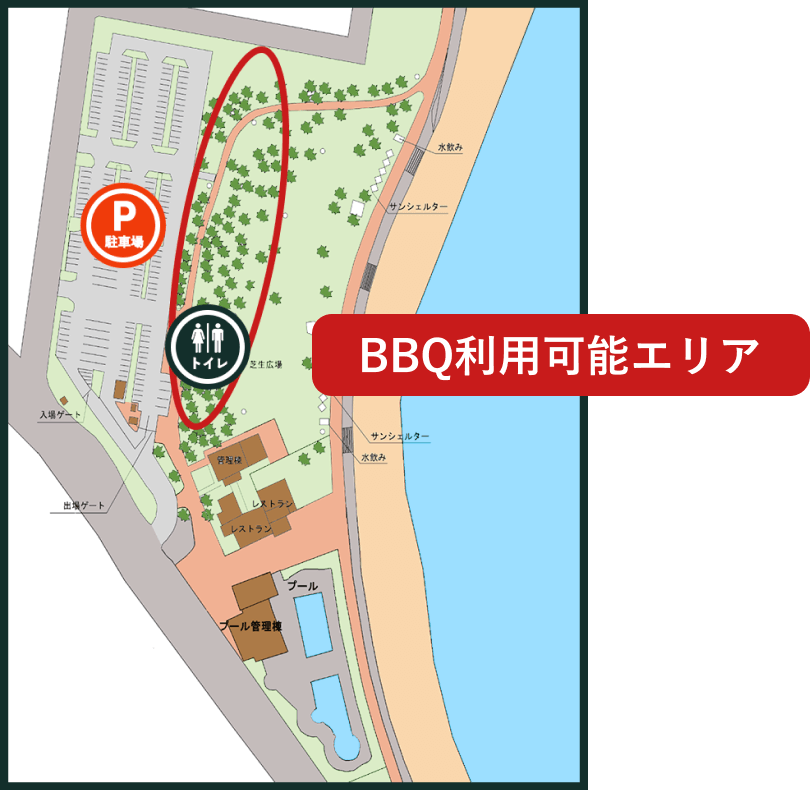 水飲み
サンシェルター
P
駐車場
トイレ
BBQ利用可能エリア
芝生広場
入場ゲート
サンシェルター
水飲み
管理棟
出場ゲート
レストラン
レストラン
プール
プール管理棟